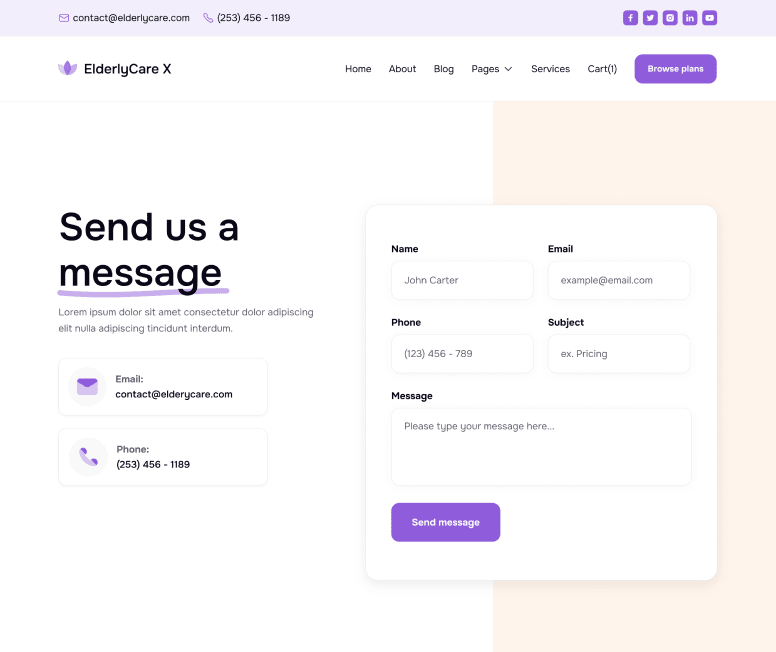 contact@elderlycare.com (253) 456 - 1189
ElderlyCare X
Home About Blog Pages Services Cart(1) Browse plans
Send us a
message
Lorem ipsum dolor sit amet consectetur dolor adipiscing
elit nulla adipiscing tincidunt interdum.
Email:
contact@elderycare.com
Phone:
(253) 456 - 1189
Name Email
John Carter example@email.com
Phone Subject
(123) 456 - 789 ex. Pricing
Message
Please type your message here...
Send message